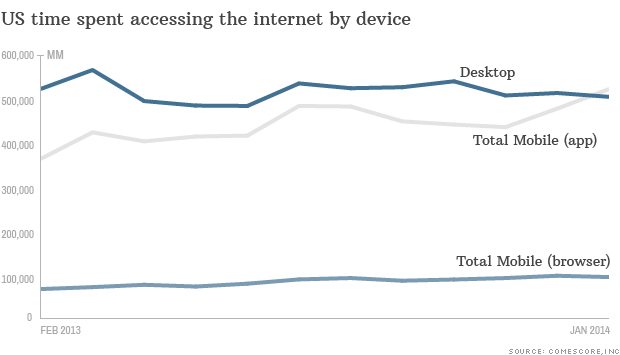 US time spent accessing the internet by device
600,000 MM
Desktop
500,000
Total Mobile (app)
400,000
300,000
200,000
Total Mobile (browser)
100,000
0
FEB 2013 JAN 2014
SOURCE: COMESCORE,INC